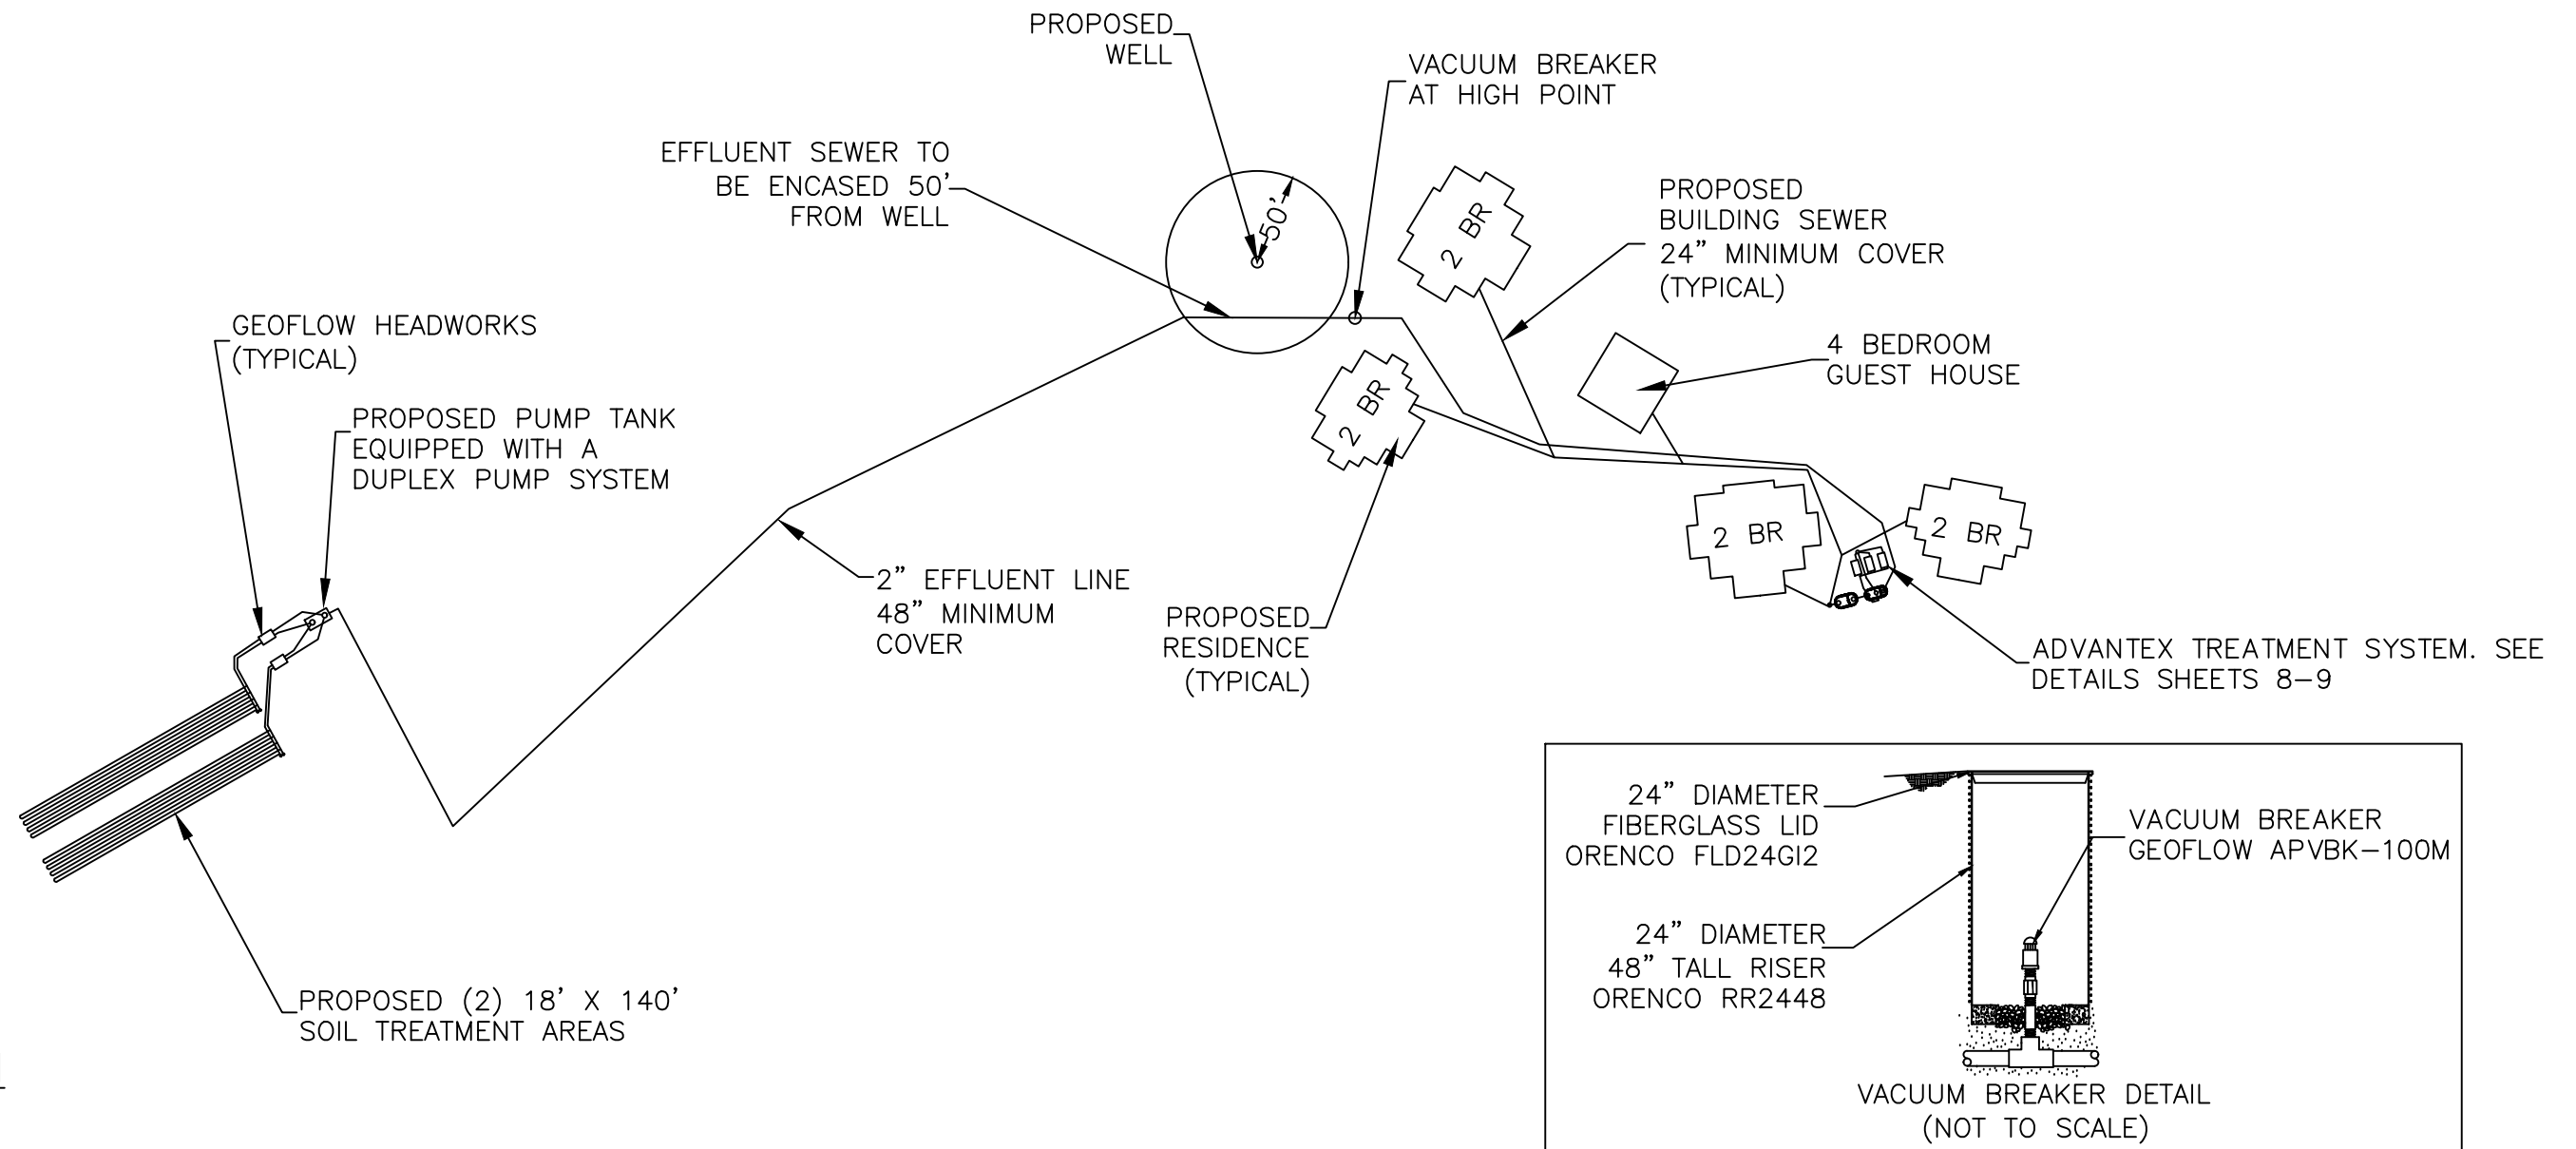 PROPOSED
WELL
VACUUM BREAKER
AT HIGH POINT
EFFLUENT SEWER TO
BE ENCASED 50'
FROM WELL
50'
2 BR
PROPOSED
BUILDING SEWER
24" MINIMUM COVER
(TYPICAL)
GEOFLOW HEADWORKS
(TYPICAL)
4 BEDROOM
GUEST HOUSE
PROPOSED PUMP TANK
EQUIPPED WITH A
DUPLEX PUMP SYSTEM
2 BR
2 BR
2 BR
2" EFFLUENT LINE
48" MINIMUM
COVER
PROPOSED
RESIDENCE
(TYPICAL)
ADVANTEX TREATMENT SYSTEM. SEE
DETAILS SHEETS 8-9
PROPOSED (2) 18' X 140'
SOIL TREATMENT AREAS
24" DIAMETER
FIBERGLASS LID
ORENCO FLD24GI2
VACUUM BREAKER
GEOFLOW APVBK-100M
24" DIAMETER
48" TALL RISER
ORENCO RR2448
VACUUM BREAKER DETAIL
(NOT TO SCALE)